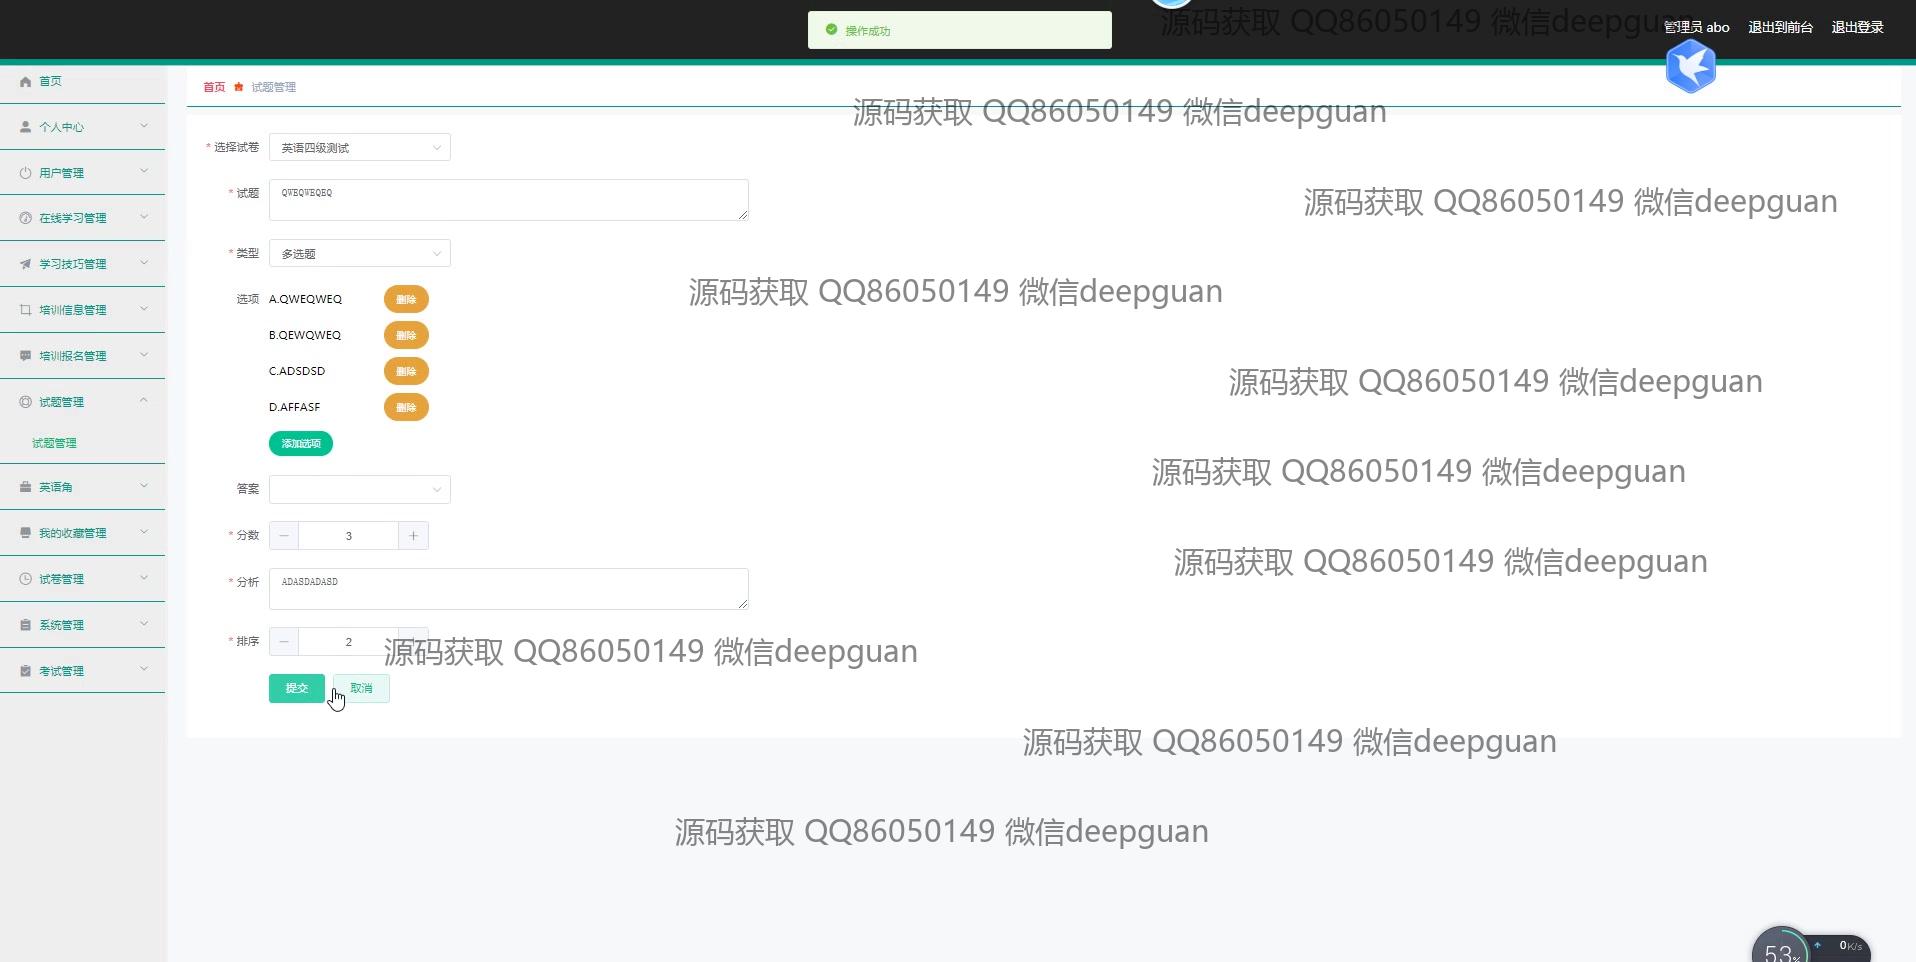 操作成功
源码获取 QQ86050149 微信deepguan
管理员 abo 退出到前台 退出登录
首页
个人中心
用户管理
在线学习管理
学习技巧管理
培训信息管理
培训报名管理
试题管理
试题管理
英语角
我的收藏管理
试卷管理
系统管理
考试管理
首页 试题管理
源码获取 QQ86050149 微信deepguan
* 选择试卷 英语四级测试
* 试题 QWEQWEQEQ
源码获取 QQ86050149 微信deepguan
* 类型 多选题
选项 A.QWEQWEQ 删除
源码获取 QQ86050149 微信deepguan
B.QEWQWEQ 删除
C.ADSDSD 删除
源码获取 QQ86050149 微信deepguan
D.AFFASF 删除
添加选项
源码获取 QQ86050149 微信deepguan
答案
* 分数 − 3 +
源码获取 QQ86050149 微信deepguan
* 分析 ADASDADASD
* 排序 − 2
源码获取 QQ86050149 微信deepguan
提交 取消
源码获取 QQ86050149 微信deepguan
源码获取 QQ86050149 微信deepguan
53% 0K/s